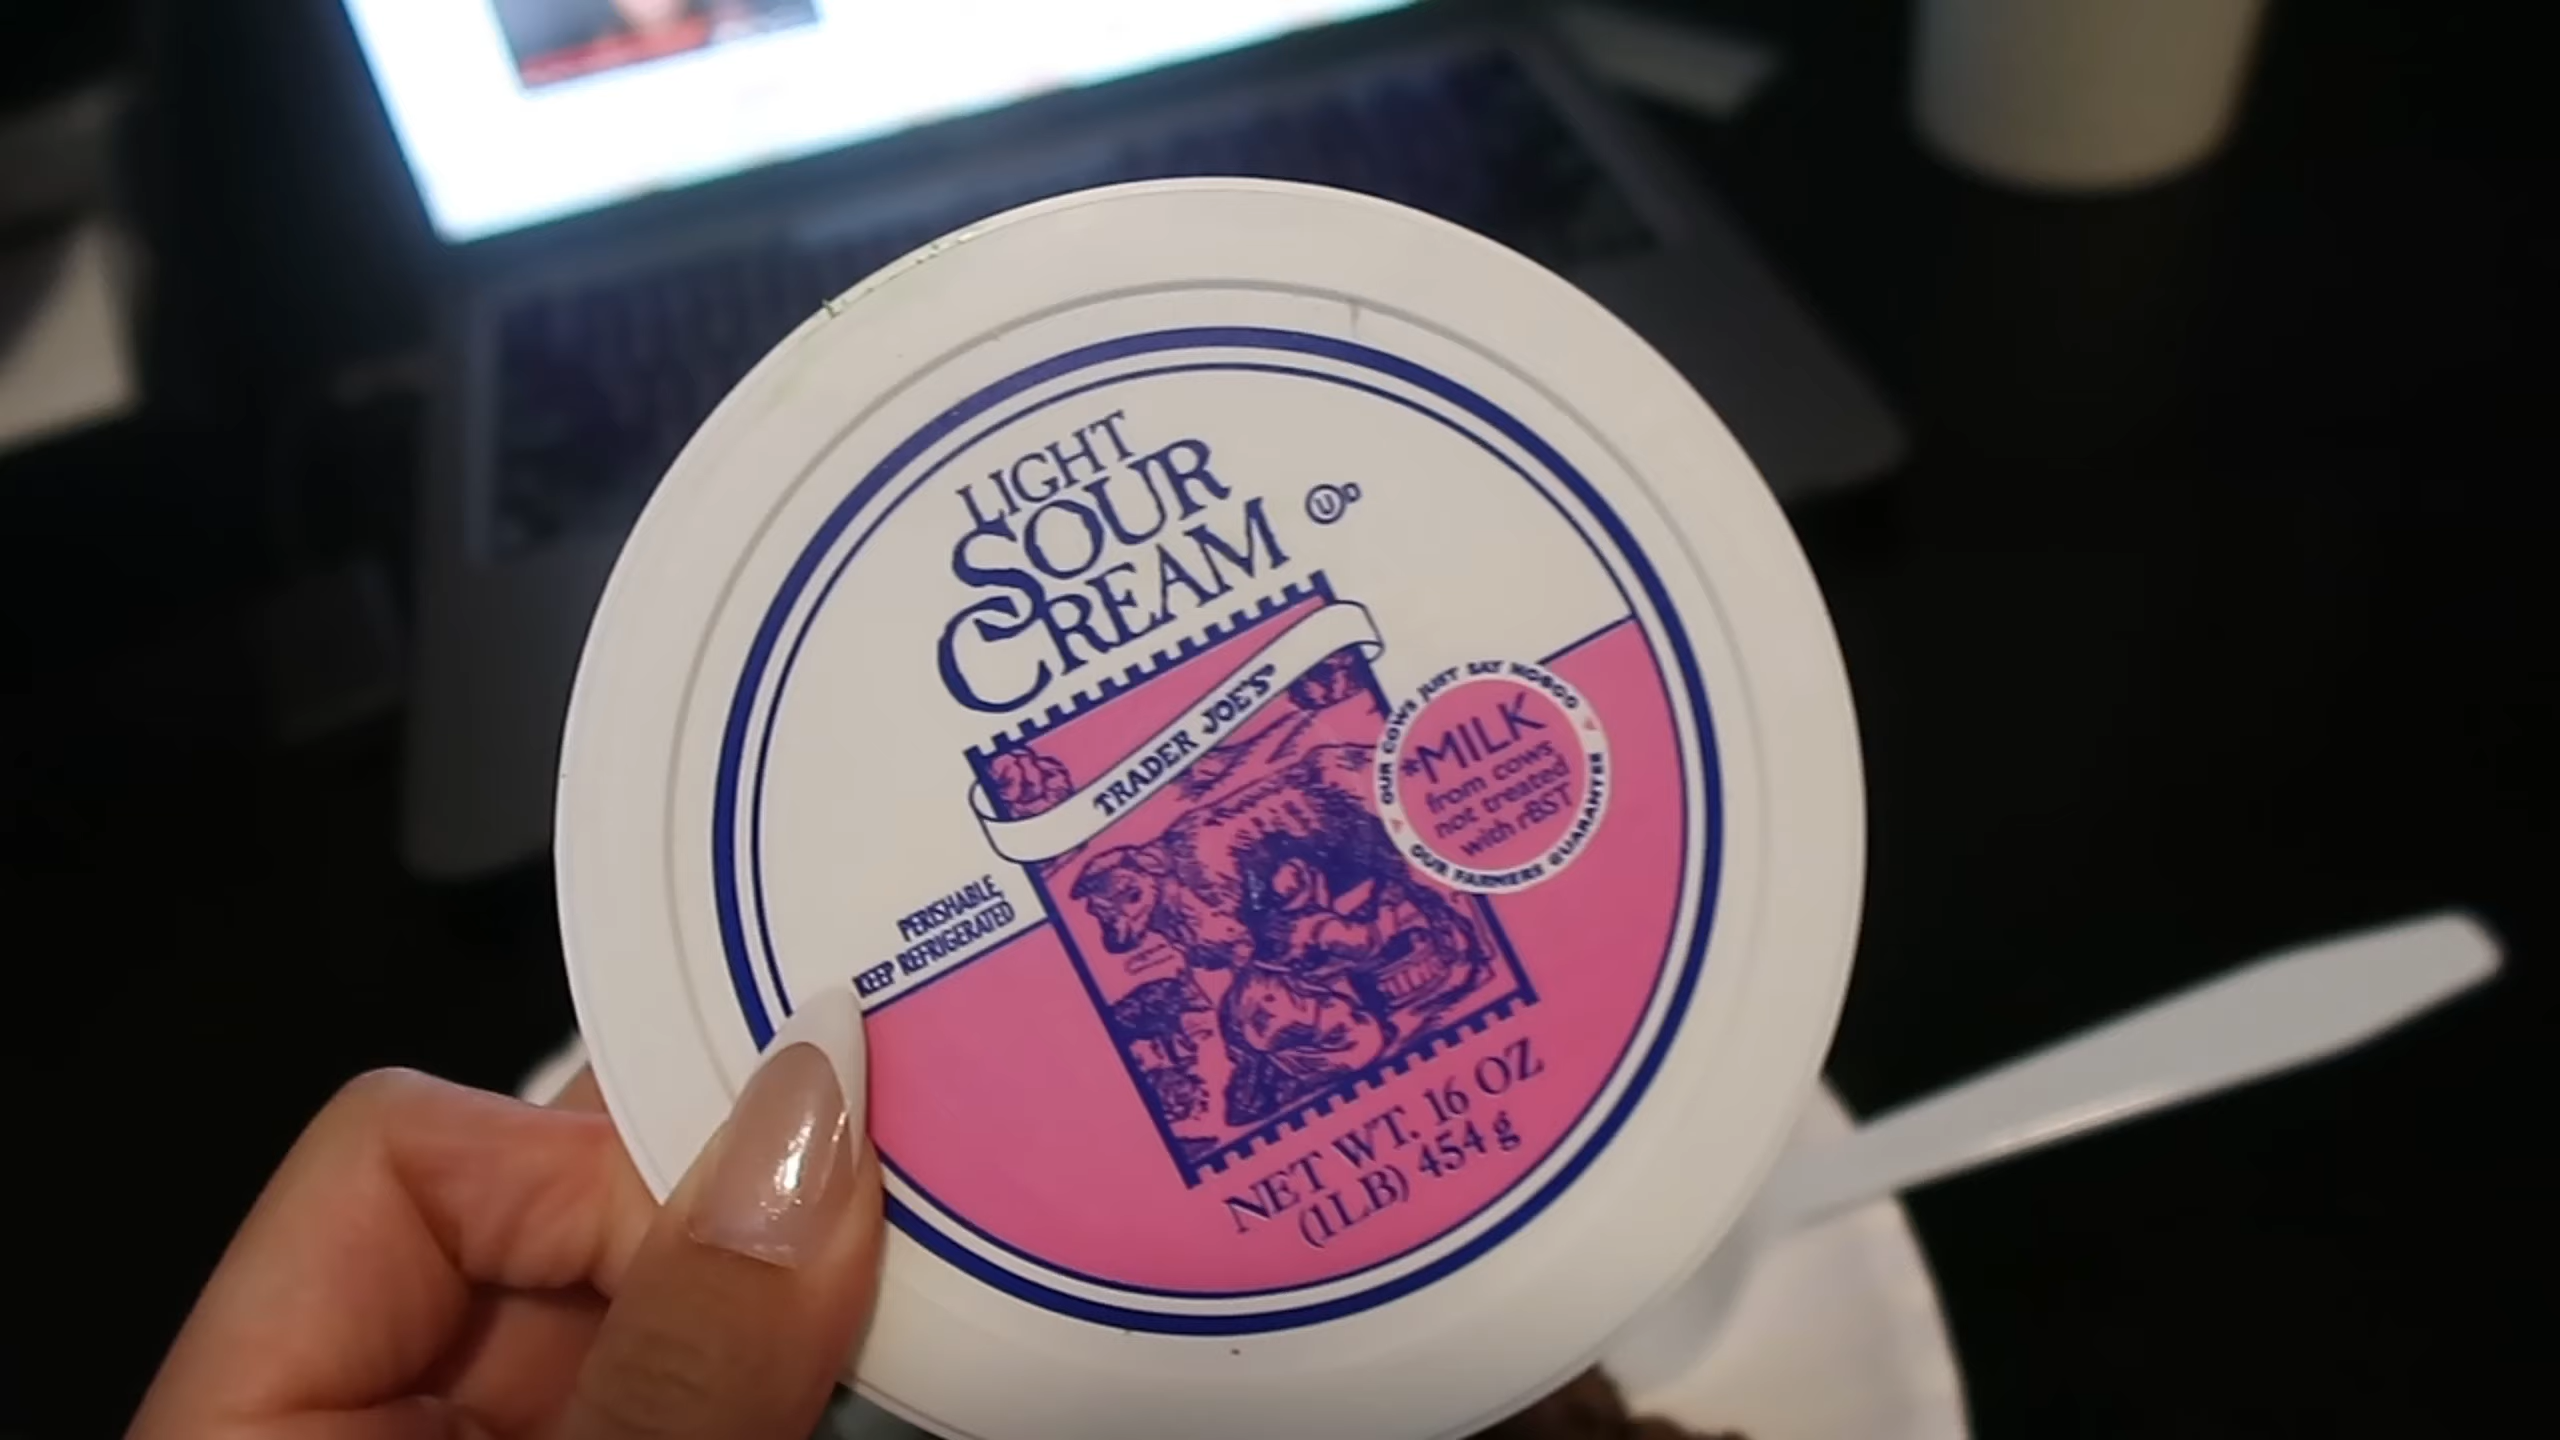 LIGHT
SOUR
CREAM
UD
TRADER JOE'S
OUR COWS JUST SAY NOOOO
*MILK
from cows
not treated
with rBST
OUR FARMERS GUARANTEE
PERISHABLE,
KEEP REFRIGERATED
NET WT. 16 OZ
(1LB) 454 g